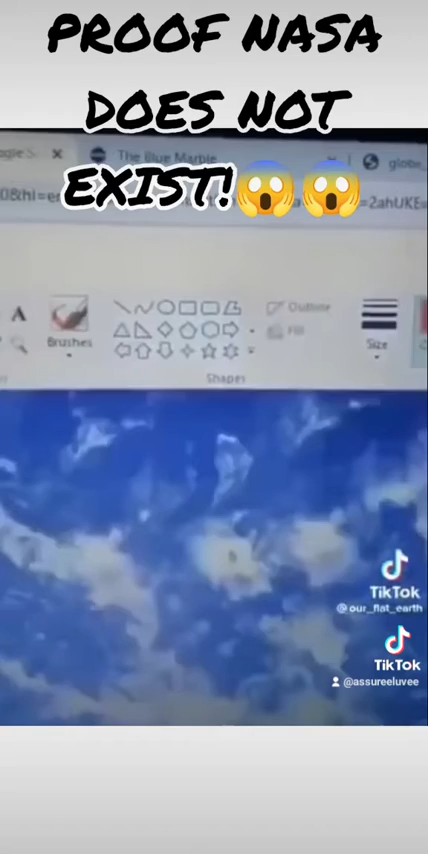 PROOF NASA
DOES NOT
EXIST!😱😱
The Blue Marble
A
Brushes
Outline
Fill
Size
Shapes
TikTok
@our_flat_earth
TikTok
@assureeluvee